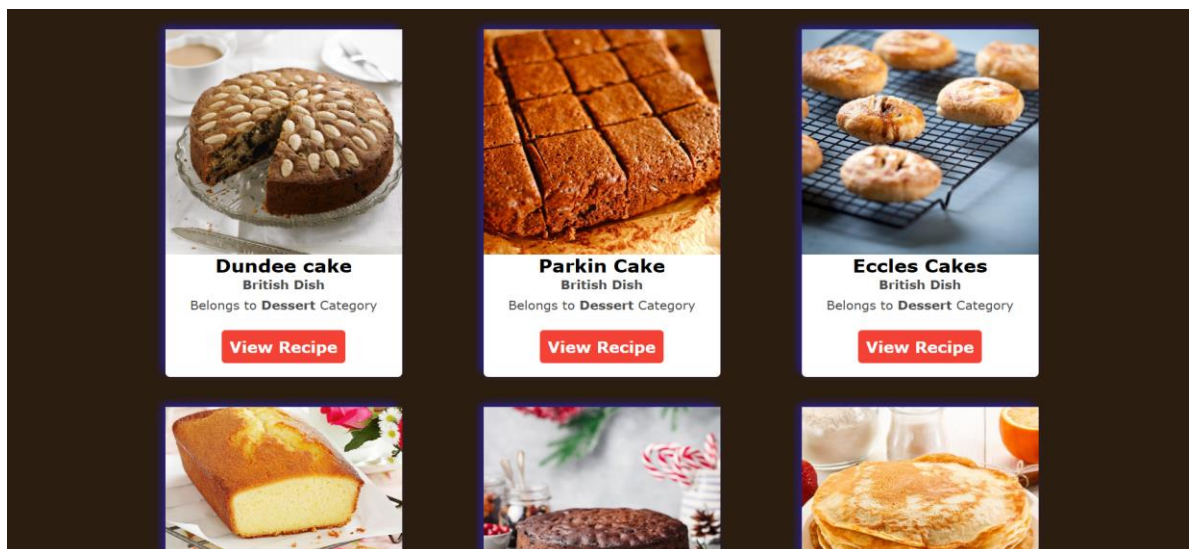 Dundee cake
British Dish
Belongs to Dessert Category
View Recipe
Parkin Cake
British Dish
Belongs to Dessert Category
View Recipe
Eccles Cakes
British Dish
Belongs to Dessert Category
View Recipe